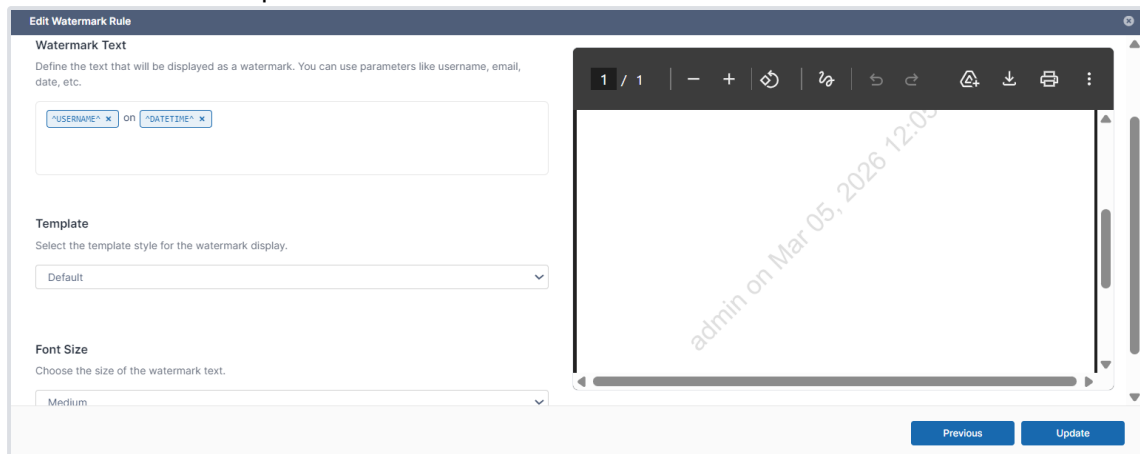 Edit Watermark Rule
Watermark Text
Define the text that will be displayed as a watermark. You can use parameters like username, email,
date, etc.
^USERNAME^ × on ^DATETIME^ ×
Template
Select the template style for the watermark display.
Default
Font Size
Choose the size of the watermark text.
Medium
1 / 1
admin on Mar 05, 2026 12:05
Previous
Update